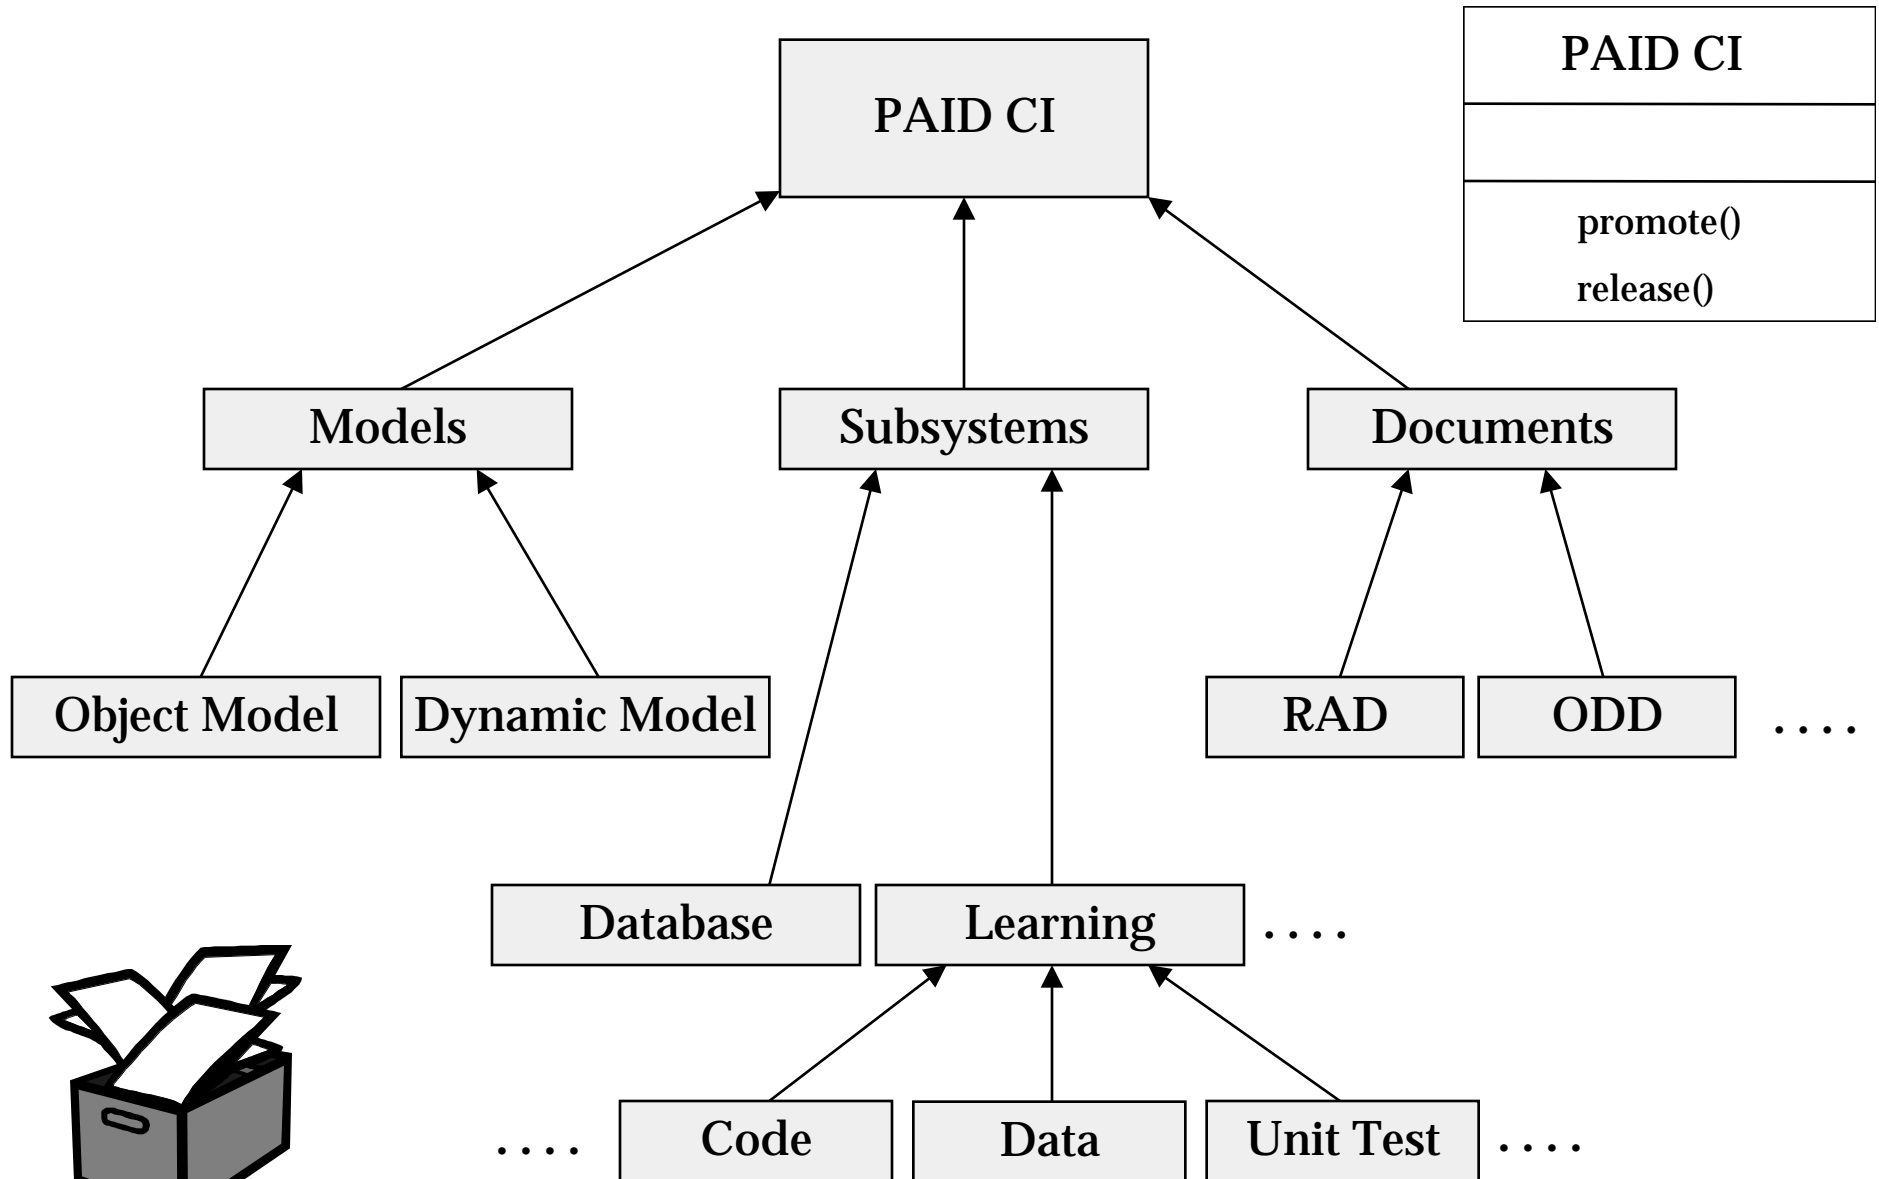 PAID CI
PAID CI
promote()
release()
Models
Subsystems
Documents
Object Model
Dynamic Model
RAD
ODD
. . . .
Database
Learning
. . . .
. . . .
Code
Data
Unit Test
. . . .